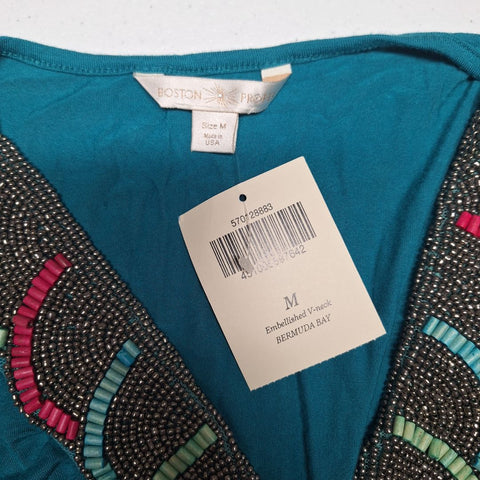 BOSTON PROPER
Size M
Made in
USA
570128883
M
Embellished V-neck
BERMUDA BAY